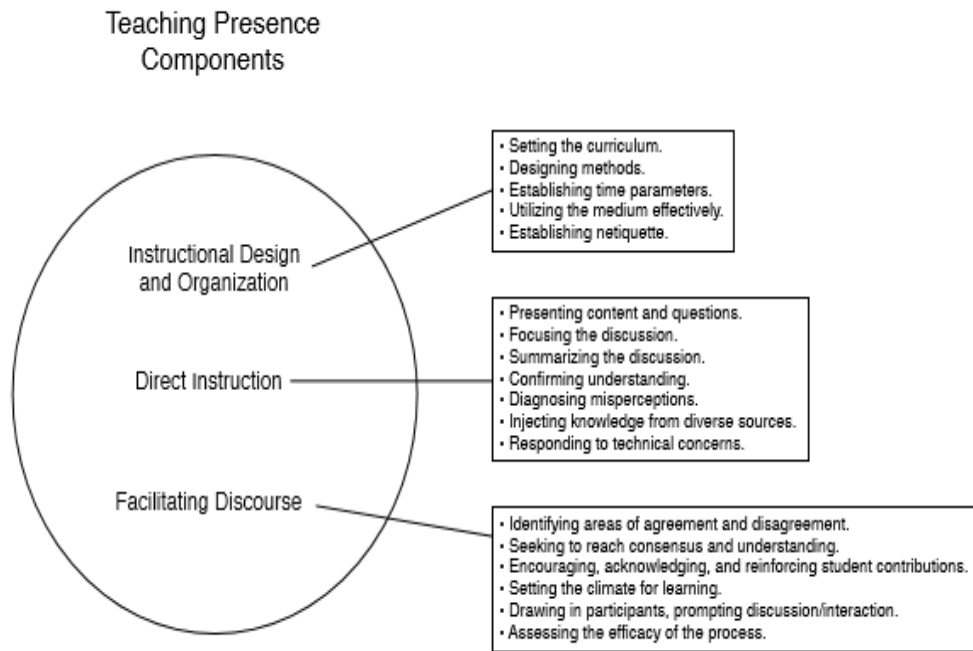 Teaching Presence
Components
Instructional Design
and Organization
• Setting the curriculum.
• Designing methods.
• Establishing time parameters.
• Utilizing the medium effectively.
• Establishing netiquette.
Direct Instruction
• Presenting content and questions.
• Focusing the discussion.
• Summarizing the discussion.
• Confirming understanding.
• Diagnosing misperceptions.
• Injecting knowledge from diverse sources.
• Responding to technical concerns.
Facilitating Discourse
• Identifying areas of agreement and disagreement.
• Seeking to reach consensus and understanding.
• Encouraging, acknowledging, and reinforcing student contributions.
• Setting the climate for learning.
• Drawing in participants, prompting discussion/interaction.
• Assessing the efficacy of the process.